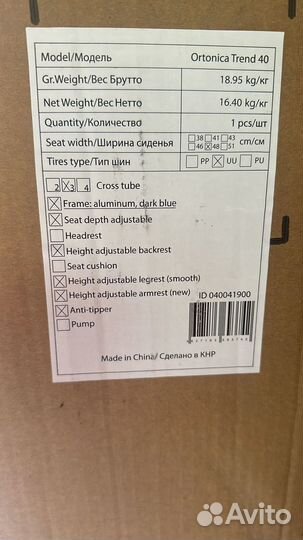 Model/Модель Ortonica Trend 40
Gr.Weight/Вес Брутто 18.95 kg/кг
Net Weight/Вес Нетто 16.40 kg/кг
Quantity/Количество 1 pcs/шт
Seat width/Ширина сиденья 38 41 43 46 48 51 cm/см
Tires type/Тип шин PP UU PU
2 3 4 Cross tube
Frame: aluminum, dark blue
Seat depth adjustable
Headrest
Height adjustable backrest
Seat cushion
Height adjustable legrest (smooth)
Height adjustable armrest (new)
ID 040041900
Anti-tipper
Pump
Made in China/ Сделано в КНР
Avito